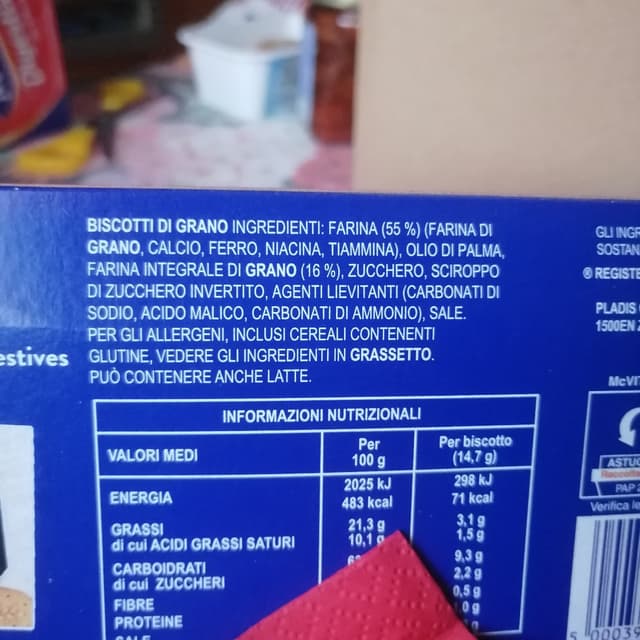 BISCOTTI DI GRANO INGREDIENTI: FARINA (55 %) (FARINA DI
GRANO, CALCIO, FERRO, NIACINA, TIAMMINA), OLIO DI PALMA,
FARINA INTEGRALE DI GRANO (16 %), ZUCCHERO, SCIROPPO
DI ZUCCHERO INVERTITO, AGENTI LIEVITANTI (CARBONATI DI
SODIO, ACIDO MALICO, CARBONATI DI AMMONIO), SALE.
PER GLI ALLERGENI, INCLUSI CEREALI CONTENENTI
GLUTINE, VEDERE GLI INGREDIENTI IN GRASSETTO.
PUÒ CONTENERE ANCHE LATTE.
estives
INFORMAZIONI NUTRIZIONALI
VALORI MEDI
Per
100 g
Per biscotto
(14,7 g)
ENERGIA
2025 kJ
483 kcal
298 kJ
71 kcal
GRASSI
21,3 g
3,1 g
di cui ACIDI GRASSI SATURI
10,1 g
1,5 g
CARBOIDRATI
9,3 g
di cui ZUCCHERI
2,2 g
FIBRE
0,5 g
PROTEINE
0 g
SALE
GLI INGR
SOSTAN
® REGISTE
PLADIS
1500EN
McVIT
ASTUC
Raccolta
PAP 2
Verifica le